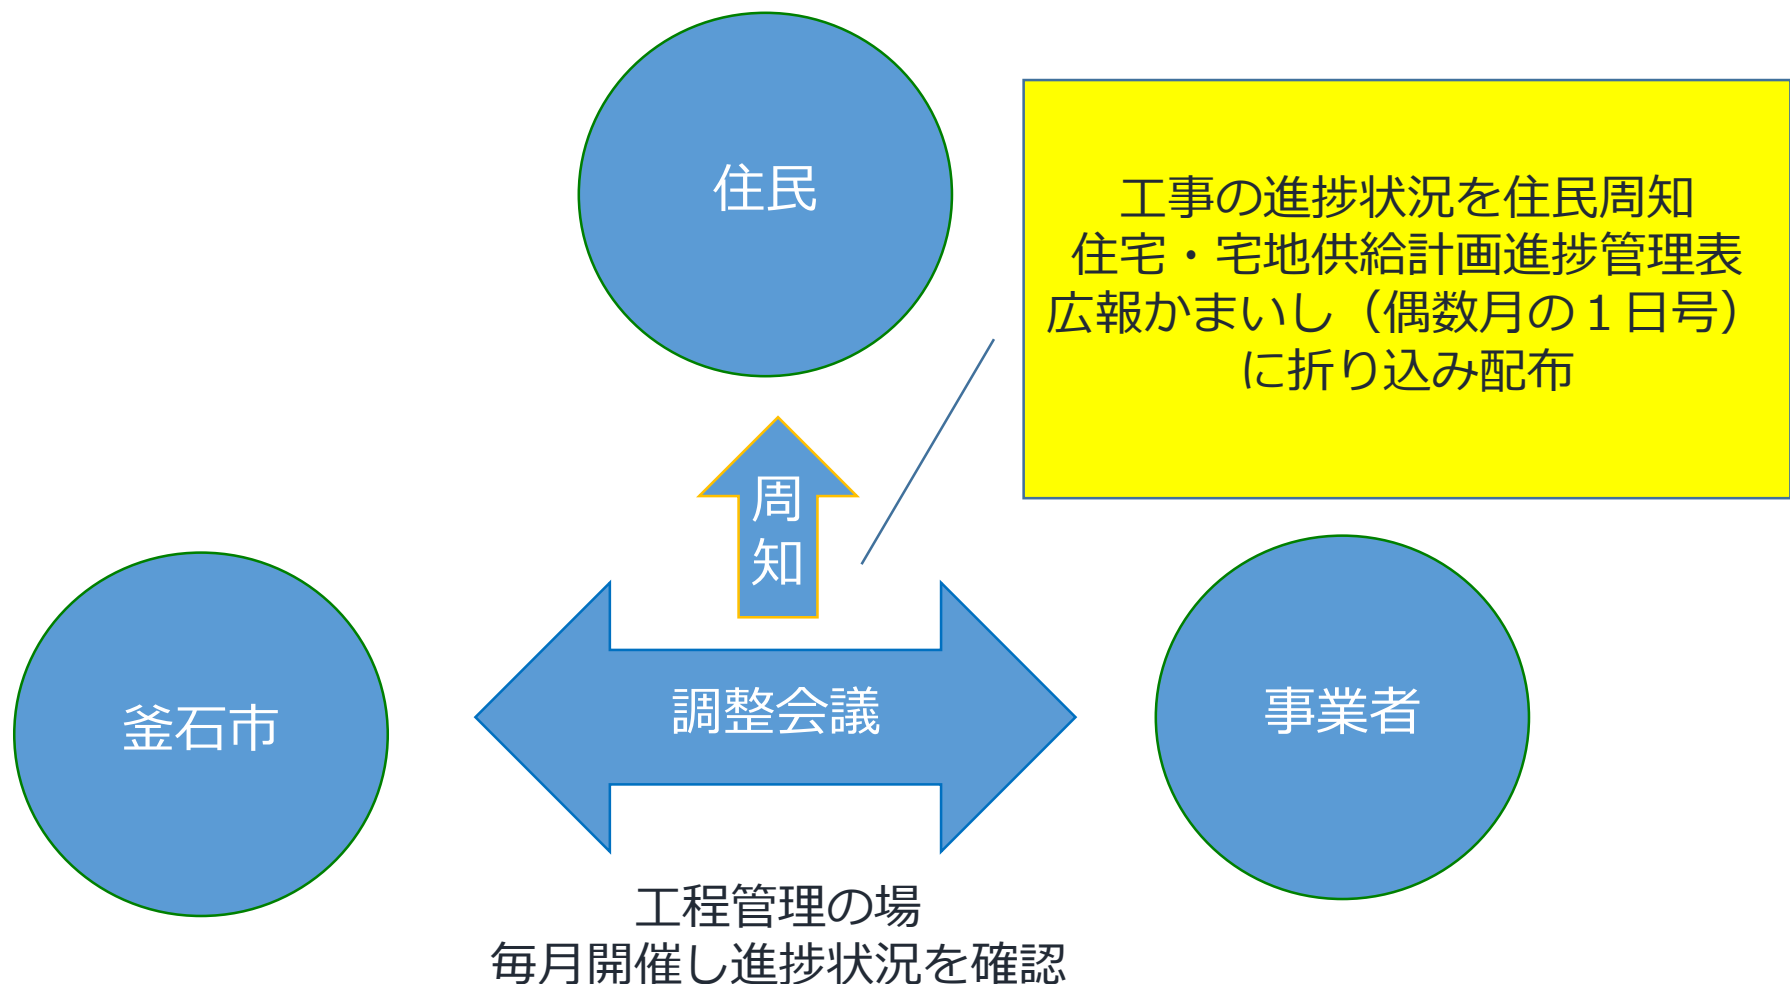 住民
工事の進捗状況を住民周知
住宅・宅地供給計画進捗管理表
広報かまいし（偶数月の１日号）
に折り込み配布
周
知
釜石市
調整会議
事業者
工程管理の場
毎月開催し進捗状況を確認